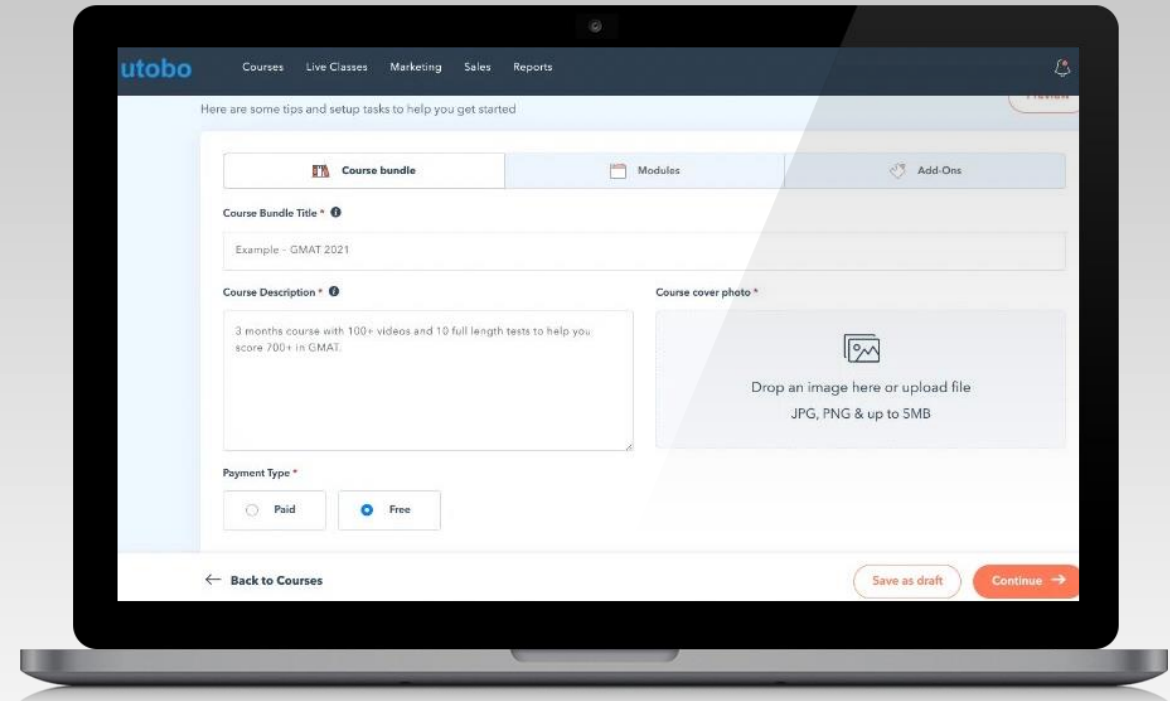 utobo
Courses Live Classes Marketing Sales Reports
Here are some tips and setup tasks to help you get started
Course bundle Modules Add-Ons
Course Bundle Title *
Example - GMAT 2021
Course Description * Course cover photo *
3 months course with 100+ videos and 10 full length tests to help you
score 700+ in GMAT.
Drop an image here or upload file
JPG, PNG & up to 5MB
Payment Type *
Paid Free
← Back to Courses Save as draft Continue →